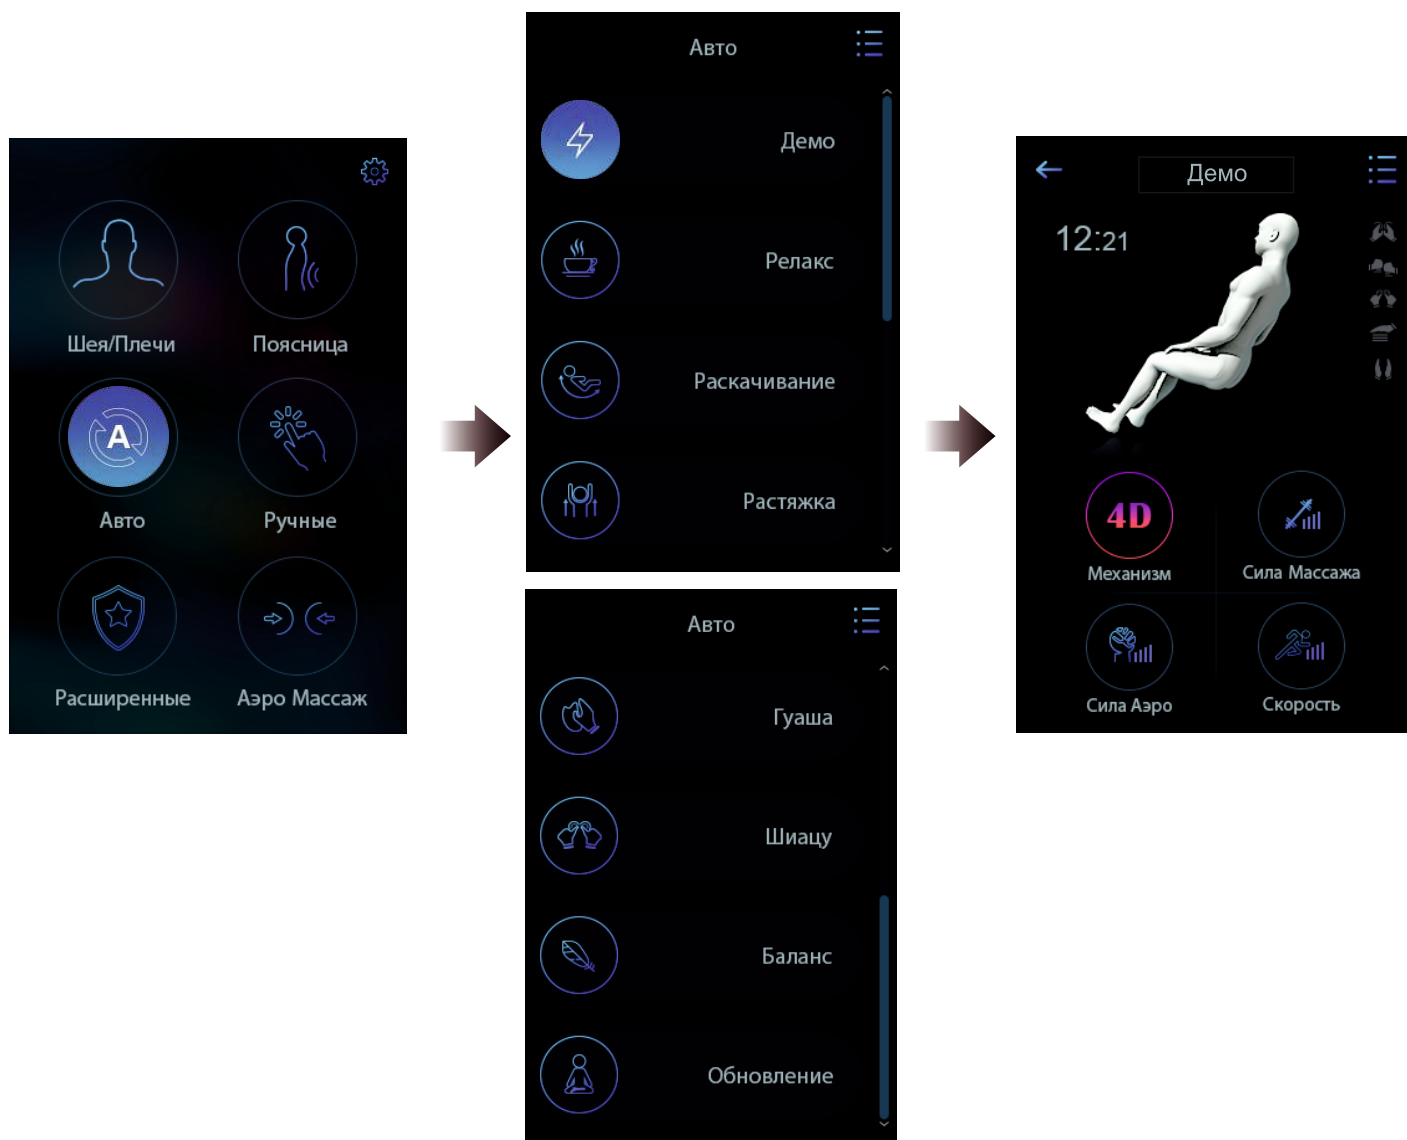 Шея/Плечи
Поясница
A
Авто
Ручные
Расширенные
Аэро Массаж
Авто
Демо
Релакс
Раскачивание
Растяжка
Авто
Гуаша
Шиацу
Баланс
Обновление
Демо
12:21
4D
Механизм
Сила Массажа
Сила Аэро
Скорость